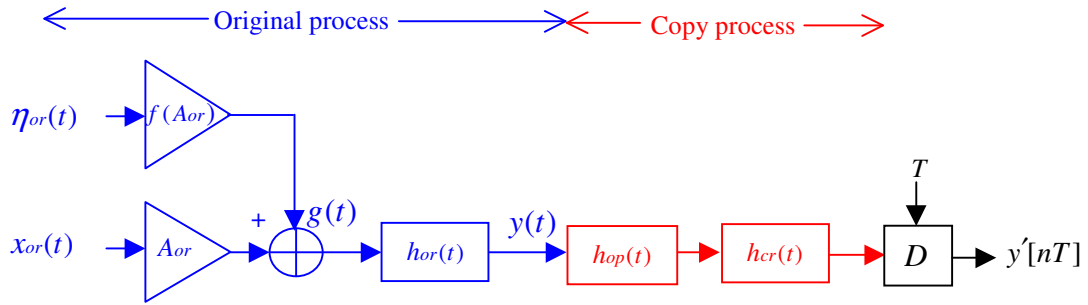 Original process
Copy process
ηor(t)
f(Aor)
T
xor(t)
Aor
+
g(t)
hor(t)
y(t)
hop(t)
hcr(t)
D
y′[nT]